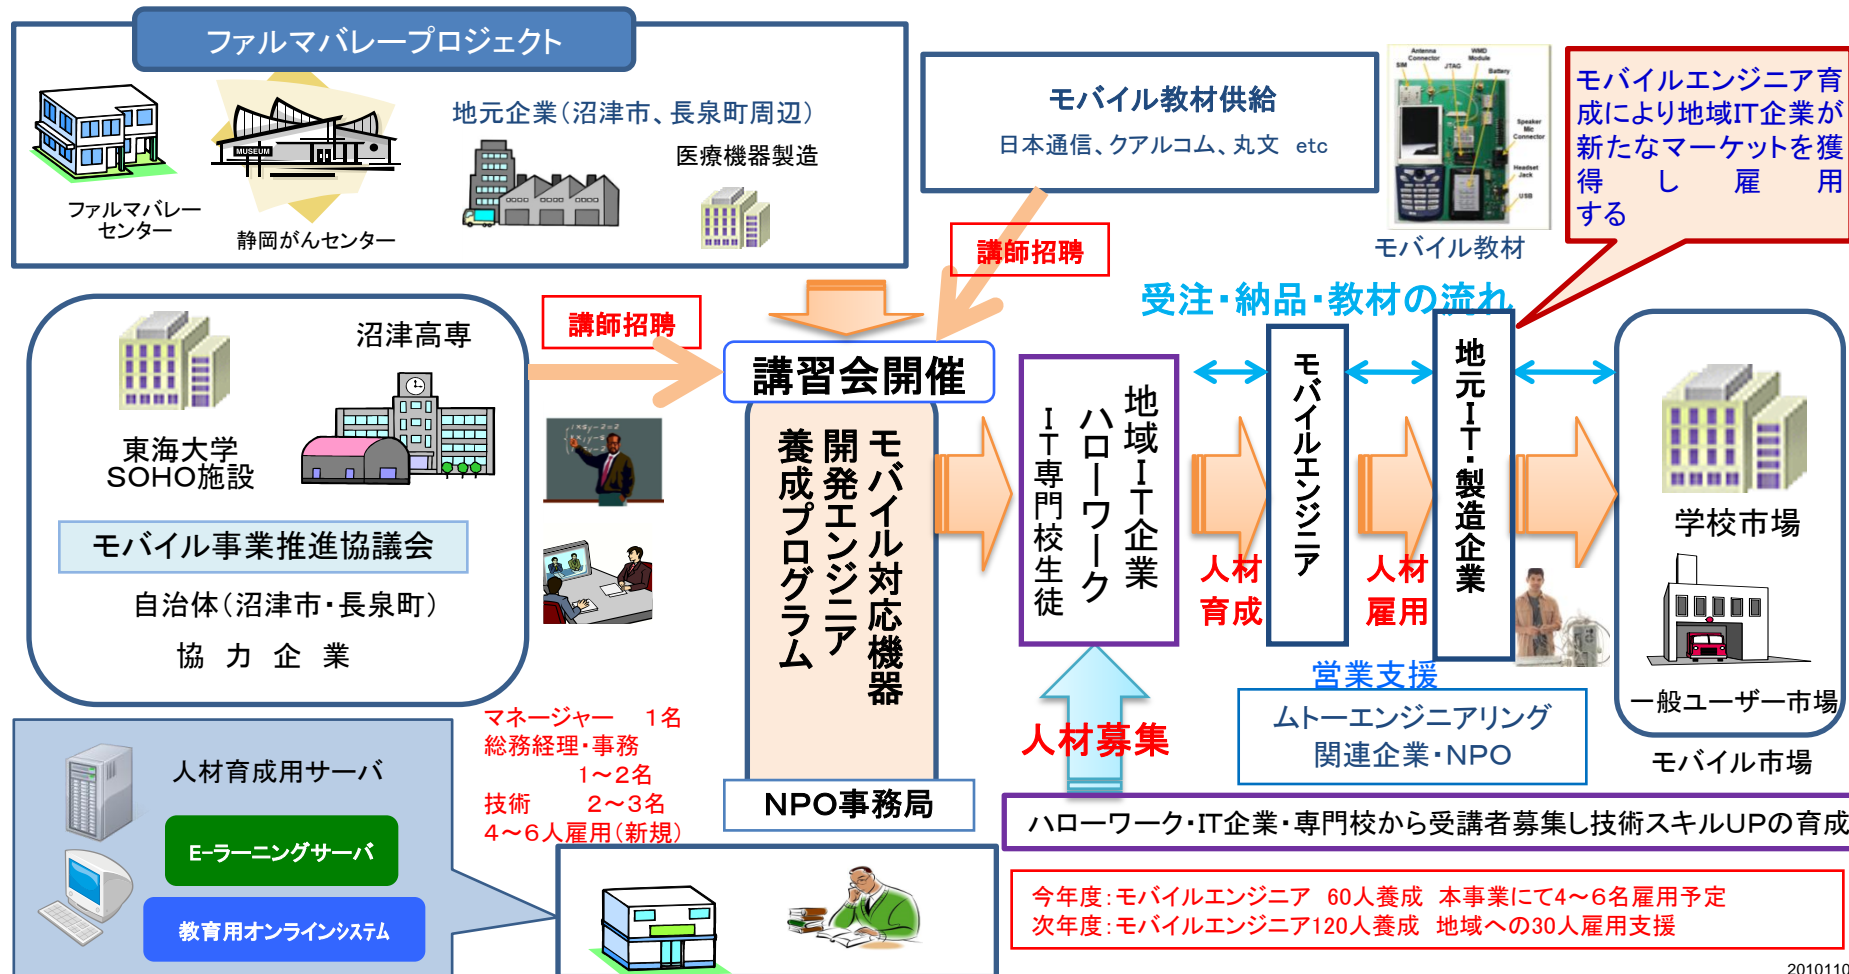 ファルマバレープロジェクト
MUSEUM
ファルマバレー
センター
静岡がんセンター
地元企業(沼津市、長泉町周辺)
医療機器製造
モバイル教材供給
日本通信、クアルコム、丸文 etc
Antenna
Connector
SIM
JTAG
WMD
Module
Battery
Speaker
Mic
Connector
Headset
Jack
USB
モバイル教材
モバイルエンジニア育
成により地域IT企業が
新たなマーケットを獲
得し雇用
する
講師招聘
講師招聘
受注・納品・教材の流れ
沼津高専
東海大学
SOHO施設
モバイル事業推進協議会
自治体(沼津市・長泉町)
協力企業
講習会開催
モバイル対応機器
開発エンジニア
養成プログラム
NPO事務局
地域IT企業
ハローワーク
IT専門校生徒
人材
育成
モバイルエンジニア
人材
雇用
地元IT・製造企業
学校市場
一般ユーザー市場
モバイル市場
営業支援
ムトーエンジニアリング
関連企業・NPO
人材募集
マネージャー 1名
総務経理・事務
1～2名
技術 2～3名
4～6人雇用(新規)
人材育成用サーバ
E-ラーニングサーバ
教育用オンラインシステム
ハローワーク・IT企業・専門校から受講者募集し技術スキルUPの育成
今年度:モバイルエンジニア 60人養成 本事業にて4～6名雇用予定
次年度:モバイルエンジニア120人養成 地域への30人雇用支援
2010110